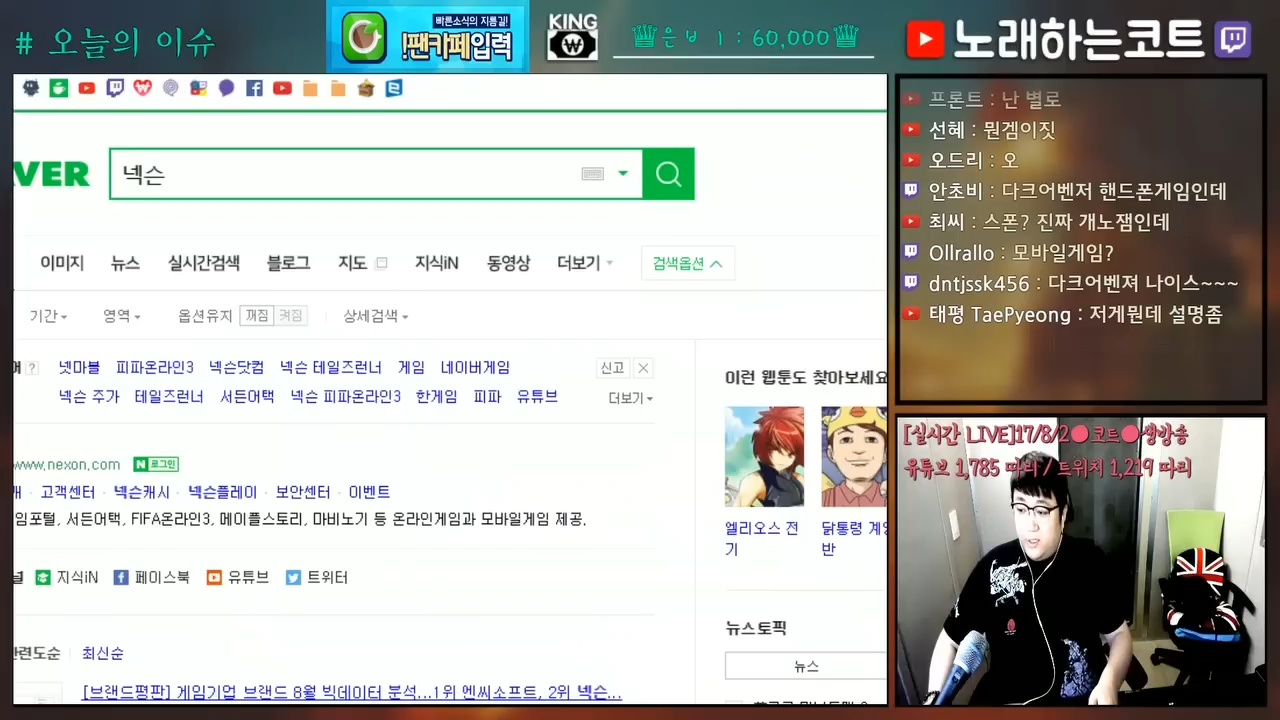 # 오늘의 이슈
빠른소식의 지름길!
!팬카페입력
KING
₩
은비 1 : 60,000
노래하는코트
VER
넥슨
이미지 뉴스 실시간검색 블로그 지도 지식iN 동영상 더보기 검색옵션
기간 영역 옵션유지 꺼짐 켜짐 상세검색
? 넷마블 피파온라인3 넥슨닷컴 넥슨 테일즈런너 게임 네이버게임 신고
넥슨 주가 테일즈런너 서든어택 넥슨 피파온라인3 한게임 피파 유튜브 더보기
www.nexon.com N 로그인
개 · 고객센터 · 넥슨캐시 · 넥슨플레이 · 보안센터 · 이벤트
임포털, 서든어택, FIFA온라인3, 메이플스토리, 마비노기 등 온라인게임과 모바일게임 제공.
널 지식iN 페이스북 유튜브 트위터
관련도순 최신순
[브랜드평판] 게임기업 브랜드 8월 빅데이터 분석...1위 엔씨소프트, 2위 넥슨...
이런 웹툰도 찾아보세요
엘리오스 전기
닭통령 계양반
뉴스토픽
뉴스
프론트 : 난 별로
선혜 : 뭔겜이짓
오드리 : 오
안초비 : 다크어벤저 핸드폰게임인데
최씨 : 스폰? 진짜 개노잼인데
Ollrallo : 모바일게임?
dntjssk456 : 다크어벤져 나이스~~~
태평 TaePyeong : 저게뭔데 설명좀
[실시간 LIVE]17/8/2●코트●생방송
유튜브 1,785 따리 / 트위치 1,219 따리